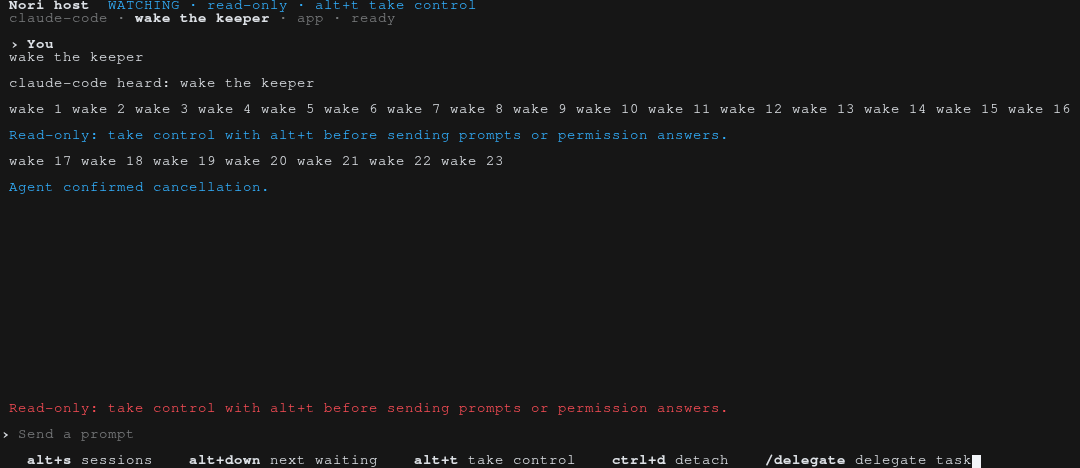 Nori host  WATCHING · read-only · alt+t take control
claude-code · wake the keeper · app · ready
› You
wake the keeper
claude-code heard: wake the keeper
wake 1 wake 2 wake 3 wake 4 wake 5 wake 6 wake 7 wake 8 wake 9 wake 10 wake 11 wake 12 wake 13 wake 14 wake 15 wake 16
Read-only: take control with alt+t before sending prompts or permission answers.
wake 17 wake 18 wake 19 wake 20 wake 21 wake 22 wake 23
Agent confirmed cancellation.
Read-only: take control with alt+t before sending prompts or permission answers.
› Send a prompt
alt+s sessions    alt+down next waiting    alt+t take control    ctrl+d detach    /delegate delegate task